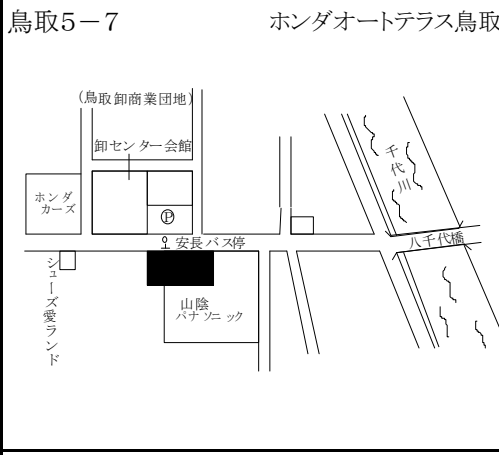 鳥取5－7
ホンダオートテラス鳥取
(鳥取卸商業団地)
卸センター会館
千代川
ホンダ
カーズ
Ⓟ
安長バス停
八千代橋
シューズ愛ランド
山陰
パナソニック